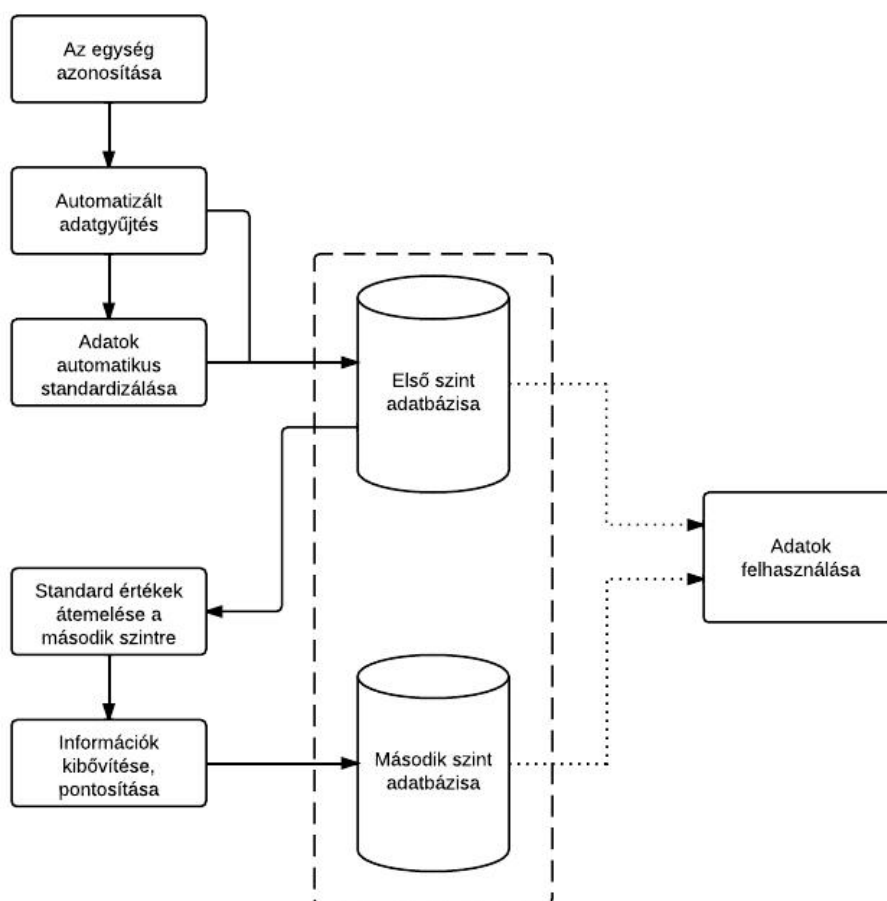 Az egység
azonosítása
Automatizált
adatgyűjtés
Adatok
automatikus
standardizálása
Első szint
adatbázisa
Adatok
felhasználása
Standard értékek
átemelése a
második szintre
Információk
kibővítése,
pontosítása
Második szint
adatbázisa